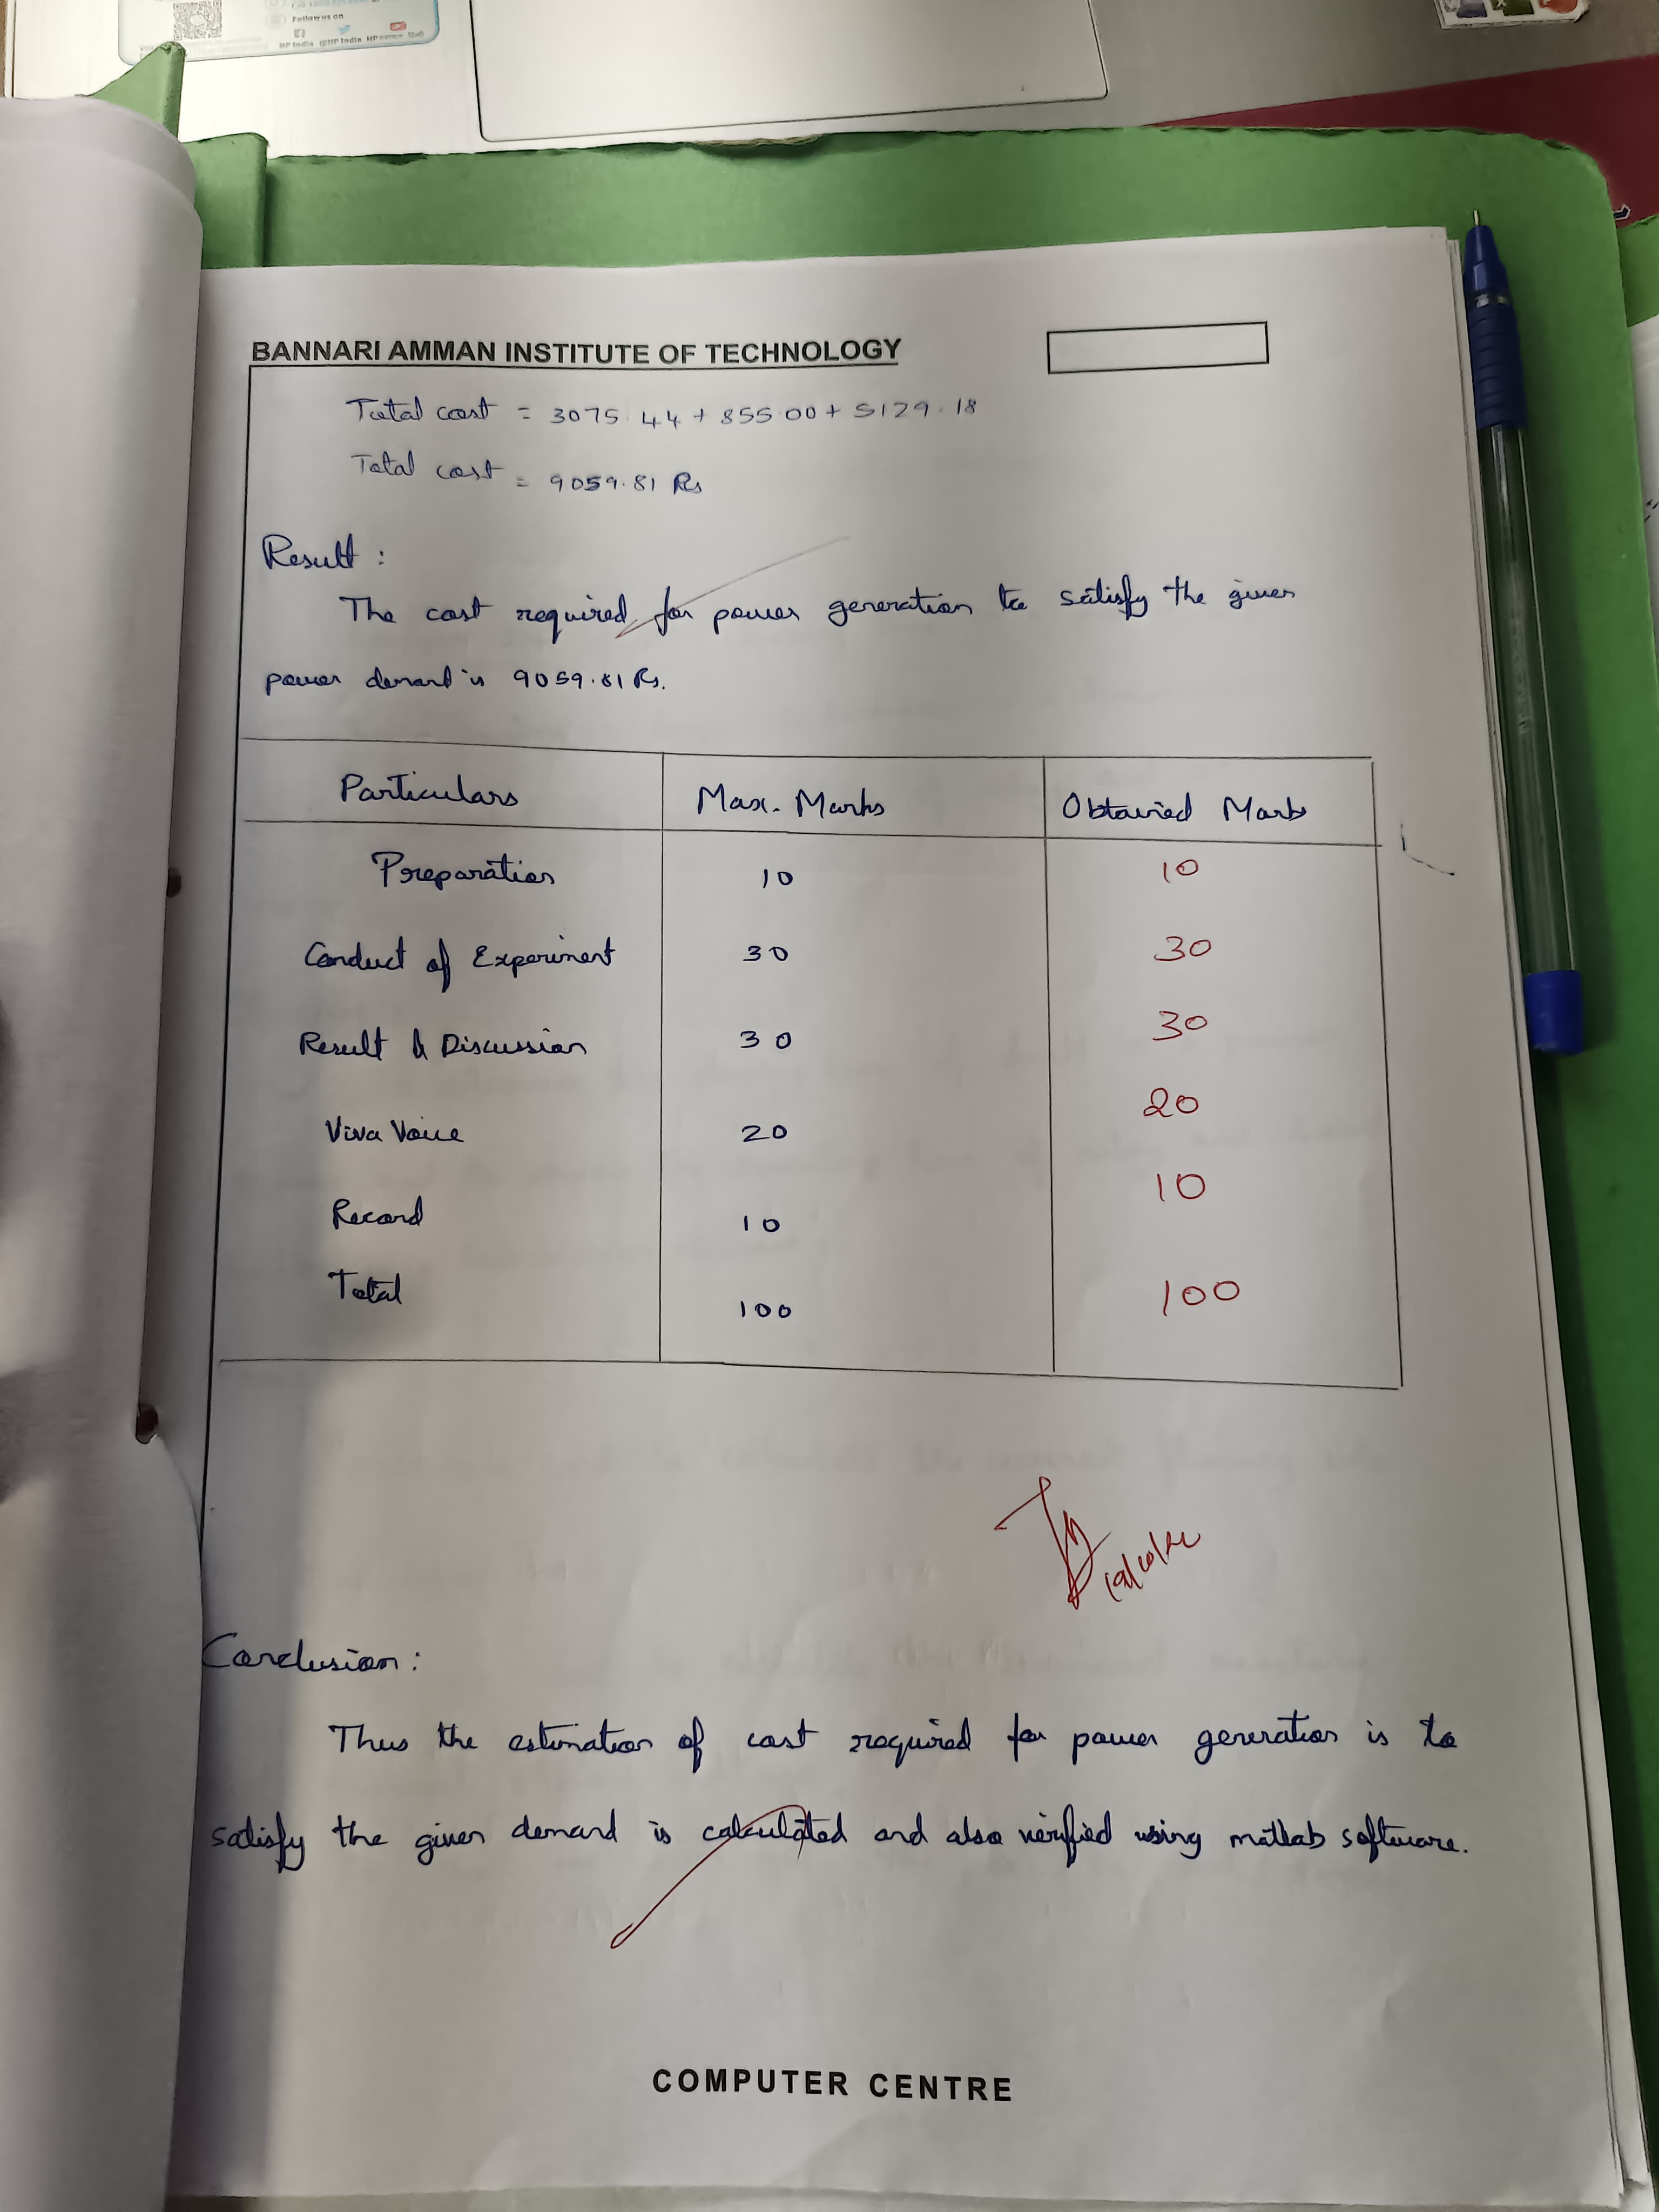 Follow us on
HP India @HP India HP
BANNARI AMMAN INSTITUTE OF TECHNOLOGY
Total cost = 3075.44 + 855.00 + 5129.18
Total cost = 9059.81 Rs
Result :
The cost required for power generation to satisfy the given
power demand is 9059.81 Rs.
Particulars Max. Marks Obtained Marks
Preparation 10 10
Conduct of Experiment 30 30
Result & Discussion 30 30
Viva Voice 20 20
Record 10 10
Total 100 100
Conclusion :
Thus the estimation of cost required for power generation is to
satisfy the given demand is calculated and also verified using matlab software.
COMPUTER CENTRE